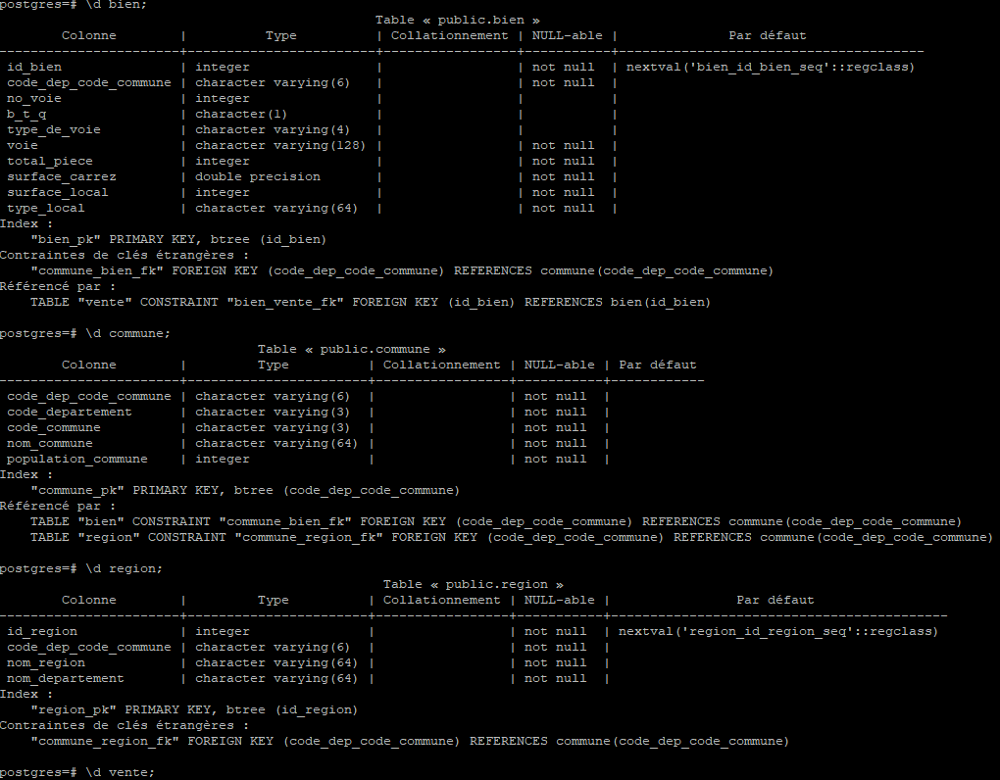 postgres=# \d bien;
Table « public.bien »
Colonne | Type | Collationnement | NULL-able | Par défaut
------------------------+------------------------+-----------------+-----------+---------------------------------------
id_bien | integer | | not null | nextval('bien_id_bien_seq'::regclass)
code_dep_code_commune | character varying(6) | | not null |
no_voie | integer | | |
b_t_q | character(1) | | |
type_de_voie | character varying(4) | | |
voie | character varying(128) | | not null |
total_piece | integer | | not null |
surface_carrez | double precision | | not null |
surface_local | integer | | not null |
type_local | character varying(64) | | not null |
Index :
"bien_pk" PRIMARY KEY, btree (id_bien)
Contraintes de clés étrangères :
"commune_bien_fk" FOREIGN KEY (code_dep_code_commune) REFERENCES commune(code_dep_code_commune)
Référencé par :
TABLE "vente" CONSTRAINT "bien_vente_fk" FOREIGN KEY (id_bien) REFERENCES bien(id_bien)
postgres=# \d commune;
Table « public.commune »
Colonne | Type | Collationnement | NULL-able | Par défaut
-----------------------+-----------------------+-----------------+-----------+------------
code_dep_code_commune | character varying(6) | | not null |
code_departement | character varying(3) | | not null |
code_commune | character varying(3) | | not null |
nom_commune | character varying(64) | | not null |
population_commune | integer | | not null |
Index :
"commune_pk" PRIMARY KEY, btree (code_dep_code_commune)
Référencé par :
TABLE "bien" CONSTRAINT "commune_bien_fk" FOREIGN KEY (code_dep_code_commune) REFERENCES commune(code_dep_code_commune)
TABLE "region" CONSTRAINT "commune_region_fk" FOREIGN KEY (code_dep_code_commune) REFERENCES commune(code_dep_code_commune)
postgres=# \d region;
Table « public.region »
Colonne | Type | Collationnement | NULL-able | Par défaut
-----------------------+-----------------------+-----------------+-----------+-------------------------------------------
id_region | integer | | not null | nextval('region_id_region_seq'::regclass)
code_dep_code_commune | character varying(6) | | not null |
nom_region | character varying(64) | | not null |
nom_departement | character varying(64) | | not null |
Index :
"region_pk" PRIMARY KEY, btree (id_region)
Contraintes de clés étrangères :
"commune_region_fk" FOREIGN KEY (code_dep_code_commune) REFERENCES commune(code_dep_code_commune)
postgres=# \d vente;